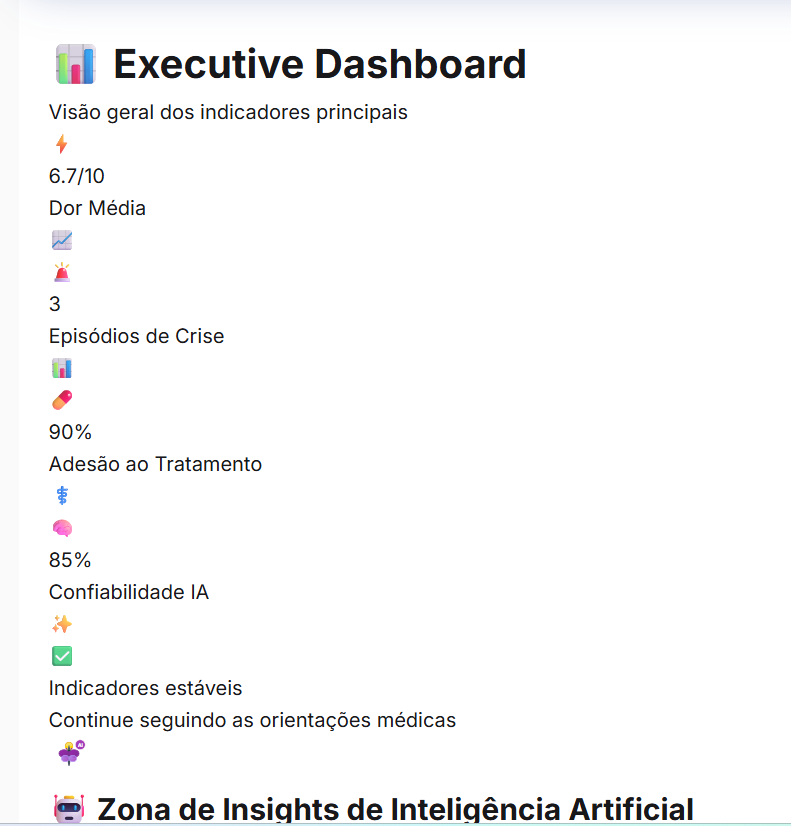 Executive Dashboard
Visão geral dos indicadores principais
6.7/10
Dor Média
3
Episódios de Crise
90%
Adesão ao Tratamento
85%
Confiabilidade IA
Indicadores estáveis
Continue seguindo as orientações médicas
Zona de Insights de Inteligência Artificial